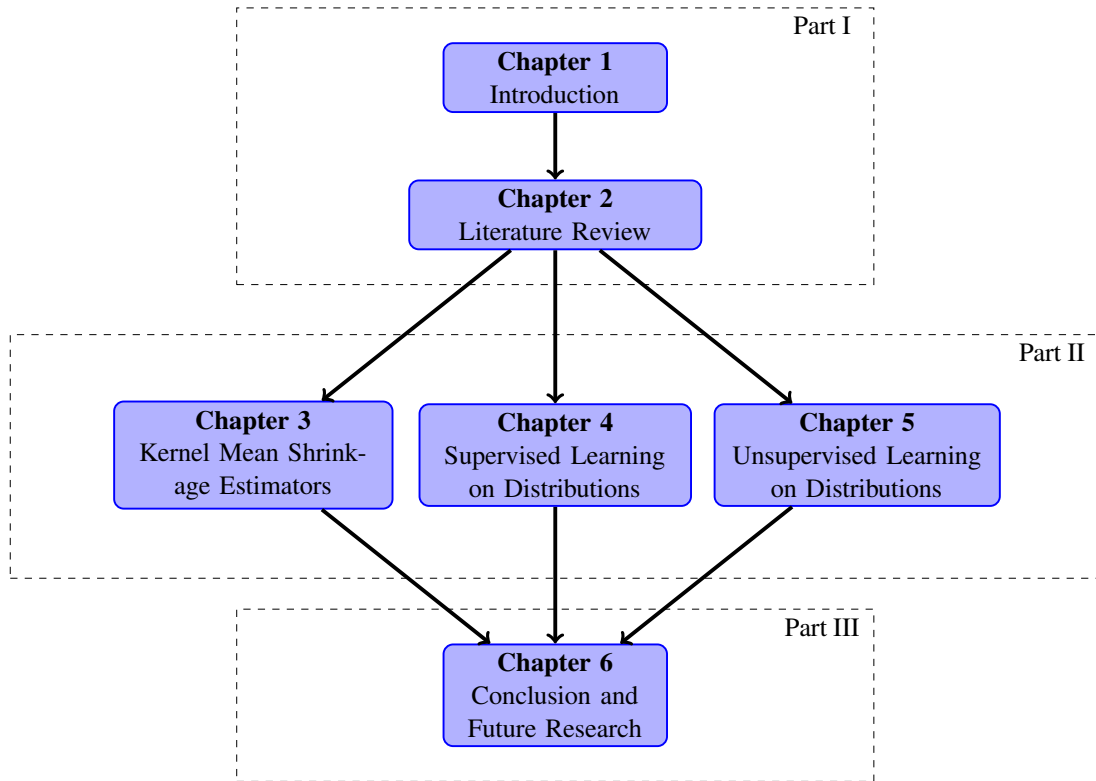 Part I
Chapter 1
Introduction
Chapter 2
Literature Review
Part II
Chapter 3
Kernel Mean Shrink-
age Estimators
Chapter 4
Supervised Learning
on Distributions
Chapter 5
Unsupervised Learning
on Distributions
Part III
Chapter 6
Conclusion and
Future Research